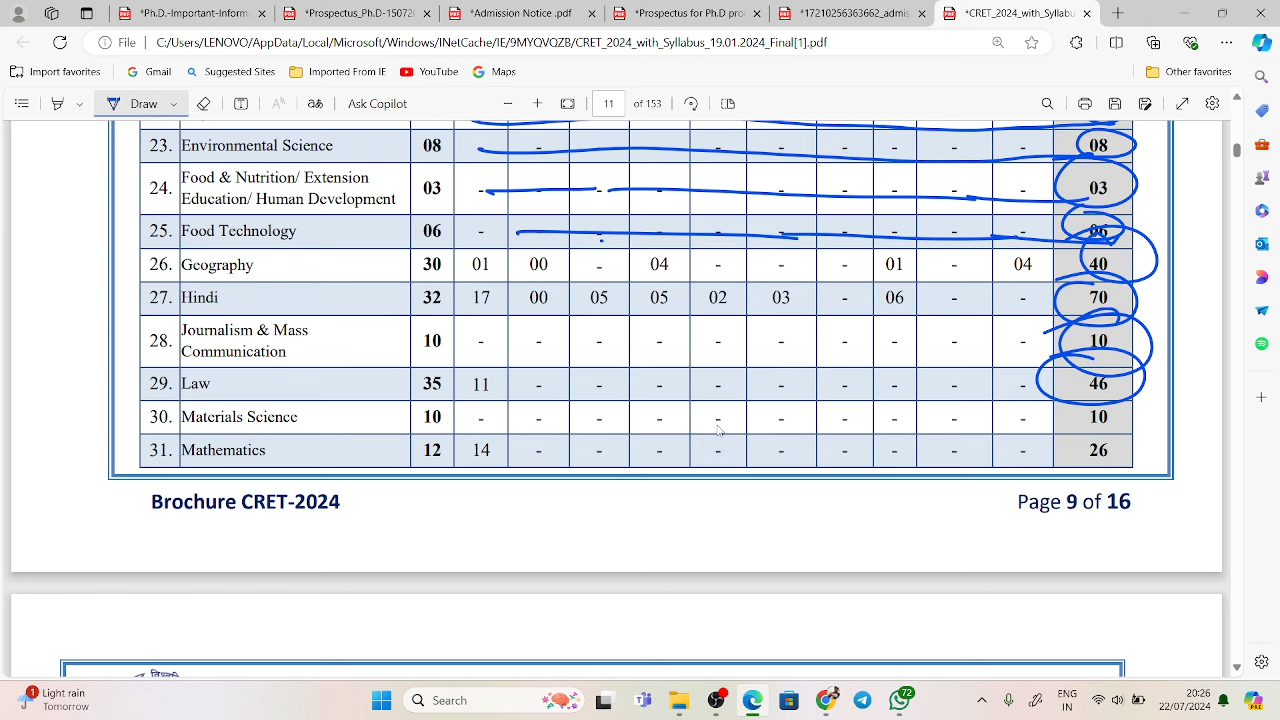 *Ph.D.-Important-Inform
*Prospectus_Ph.D-15072
*Admission Notice .pdf
*Prospectus for Ph.D pro
*17210256363662_admis
*CRET_2024_with_Syllabu
File C:/Users/LENOVO/AppData/Local/Microsoft/Windows/INetCache/IE/9MYQVOZB/CRET_2024_with_Syllabus_19.01.2024_Final[1].pdf
Import favorites Gmail Suggested Sites Imported From IE YouTube Maps Other favorites
Draw Ask Copilot 11 of 153
23. Environmental Science 08 - - - - - 08
24. Food & Nutrition/ Extension
Education/ Human Development 03 - - - - - - - - - - 03
25. Food Technology 06 - - - - - - - - - - 06
26. Geography 30 01 00 - 04 - - - 01 - 04 40
27. Hindi 32 17 00 05 05 02 03 - 06 - - 70
28. Journalism & Mass
Communication 10 - - - - - - - - - - 10
29. Law 35 11 - - - - - - - - - 46
30. Materials Science 10 - - - - - - - - - - 10
31. Mathematics 12 14 - - - - - - - - - 26
Brochure CRET-2024 Page 9 of 16
1 Light rain
Tomorrow
Search
72
ENG
IN
20:26
22/07/2024